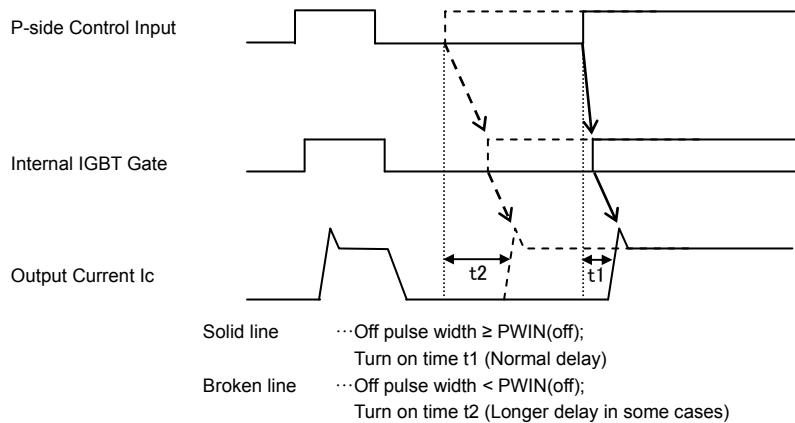 P-side Control Input
Internal IGBT Gate
Output Current Ic
t2
t1
Solid line ···Off pulse width ≥ PWIN(off);
Turn on time t1 (Normal delay)
Broken line ···Off pulse width < PWIN(off);
Turn on time t2 (Longer delay in some cases)